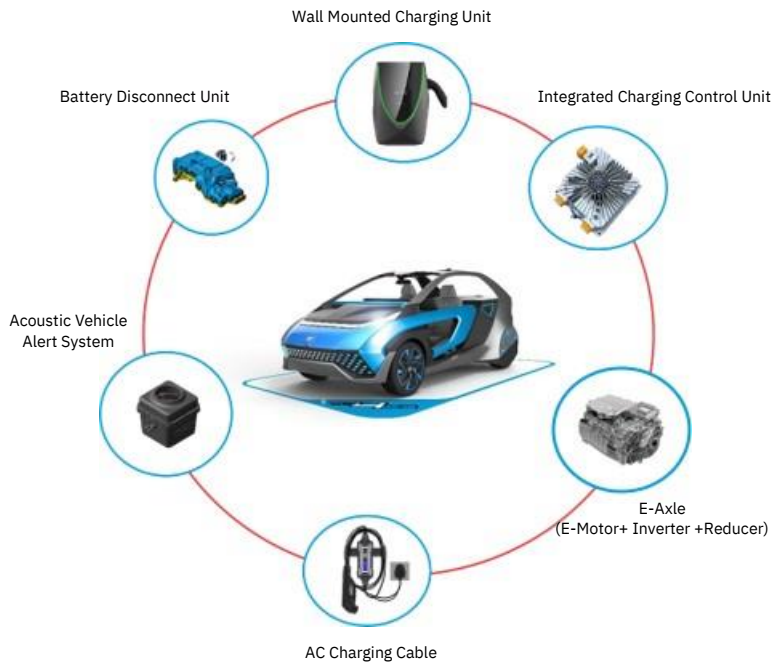 Wall Mounted Charging Unit
Battery Disconnect Unit
Integrated Charging Control Unit
Acoustic Vehicle
Alert System
E-Axle
(E-Motor+ Inverter +Reducer)
AC Charging Cable